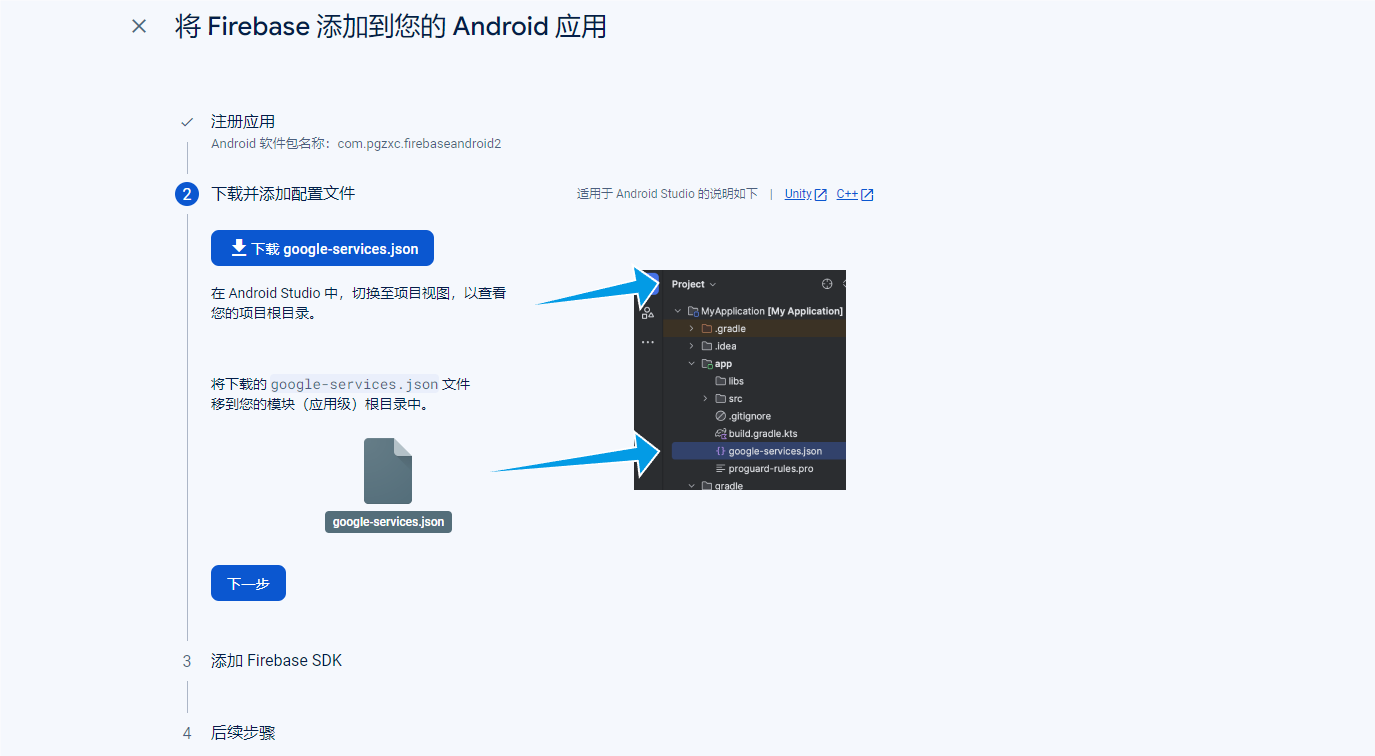 将 Firebase 添加到您的 Android 应用
注册应用
Android 软件包名称：com.pgzxc.firebaseandroid2
2 下载并添加配置文件
适用于 Android Studio 的说明如下 | Unity C++
下载 google-services.json
在 Android Studio 中，切换至项目视图，以查看
您的项目根目录。
将下载的 google-services.json 文件
移到您的模块（应用级）根目录中。
google-services.json
Project
MyApplication [My Application]
.gradle
.idea
app
libs
src
.gitignore
build.gradle.kts
google-services.json
proguard-rules.pro
gradle
下一步
3 添加 Firebase SDK
4 后续步骤